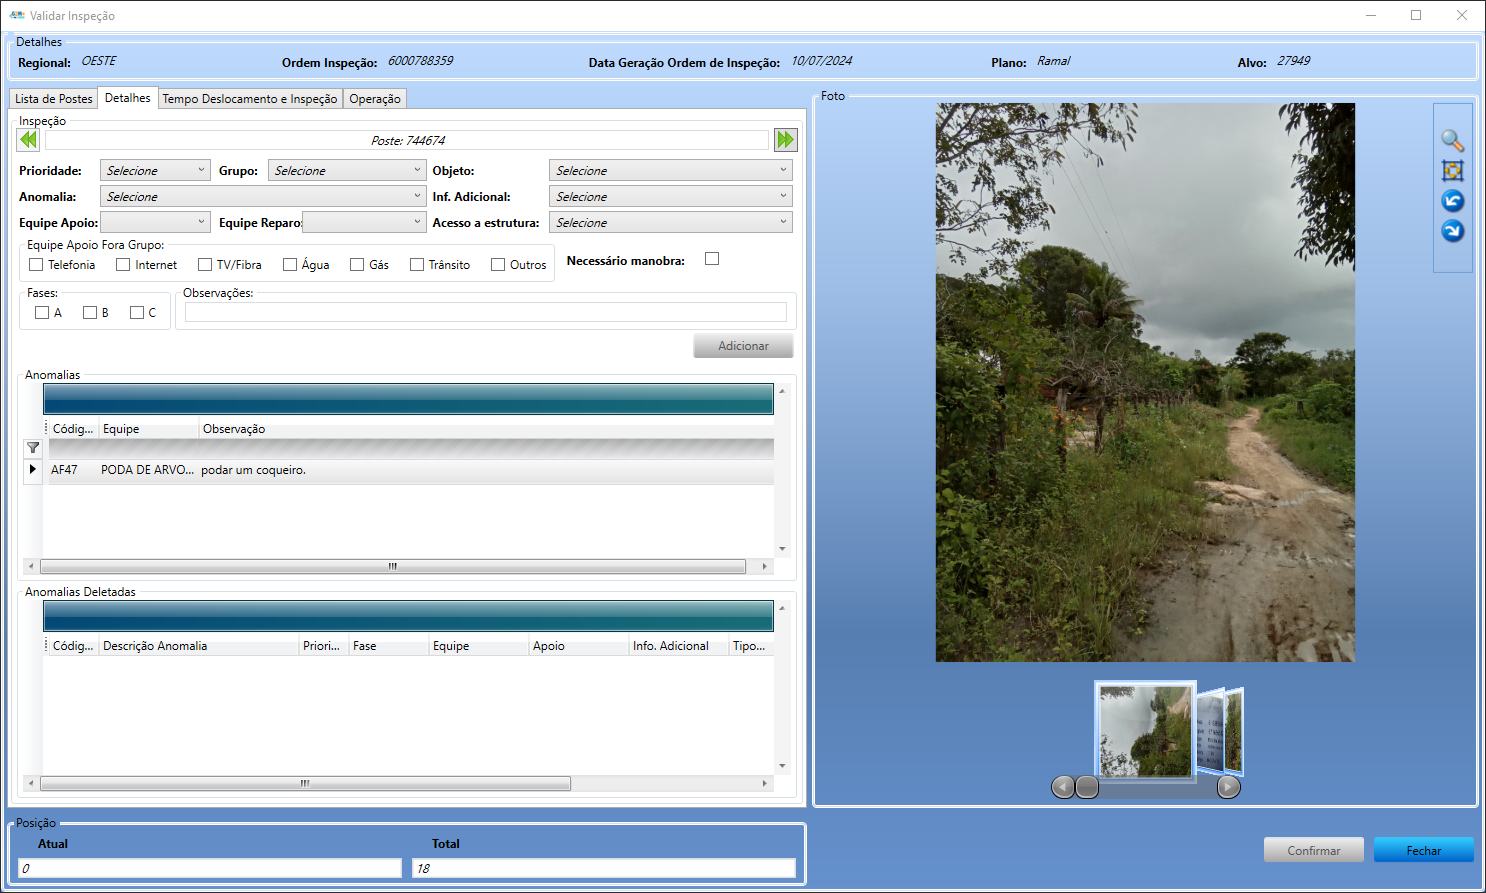 Validar Inspeção
Detalhes
Regional: OESTE Ordem Inspeção: 6000788359 Data Geração Ordem de Inspeção: 10/07/2024 Plano: Ramal Alvo: 27949
Lista de Postes Detalhes Tempo Deslocamento e Inspeção Operação
Inspeção
Poste: 744674
Prioridade: Selecione Grupo: Selecione Objeto: Selecione
Anomalia: Selecione Inf. Adicional: Selecione
Equipe Apoio: Equipe Reparo: Acesso a estrutura: Selecione
Equipe Apoio Fora Grupo:
Telefonia Internet TV/Fibra Água Gás Trânsito Outros Necessário manobra:
Fases: Observações:
A B C
Adicionar
Anomalias
Códig... Equipe Observação
AF47 PODA DE ARVO... podar um coqueiro.
Anomalias Deletadas
Códig... Descrição Anomalia Priori... Fase Equipe Apoio Info. Adicional Tipo...
Posição
Atual Total
0 18
Foto
Confirmar Fechar